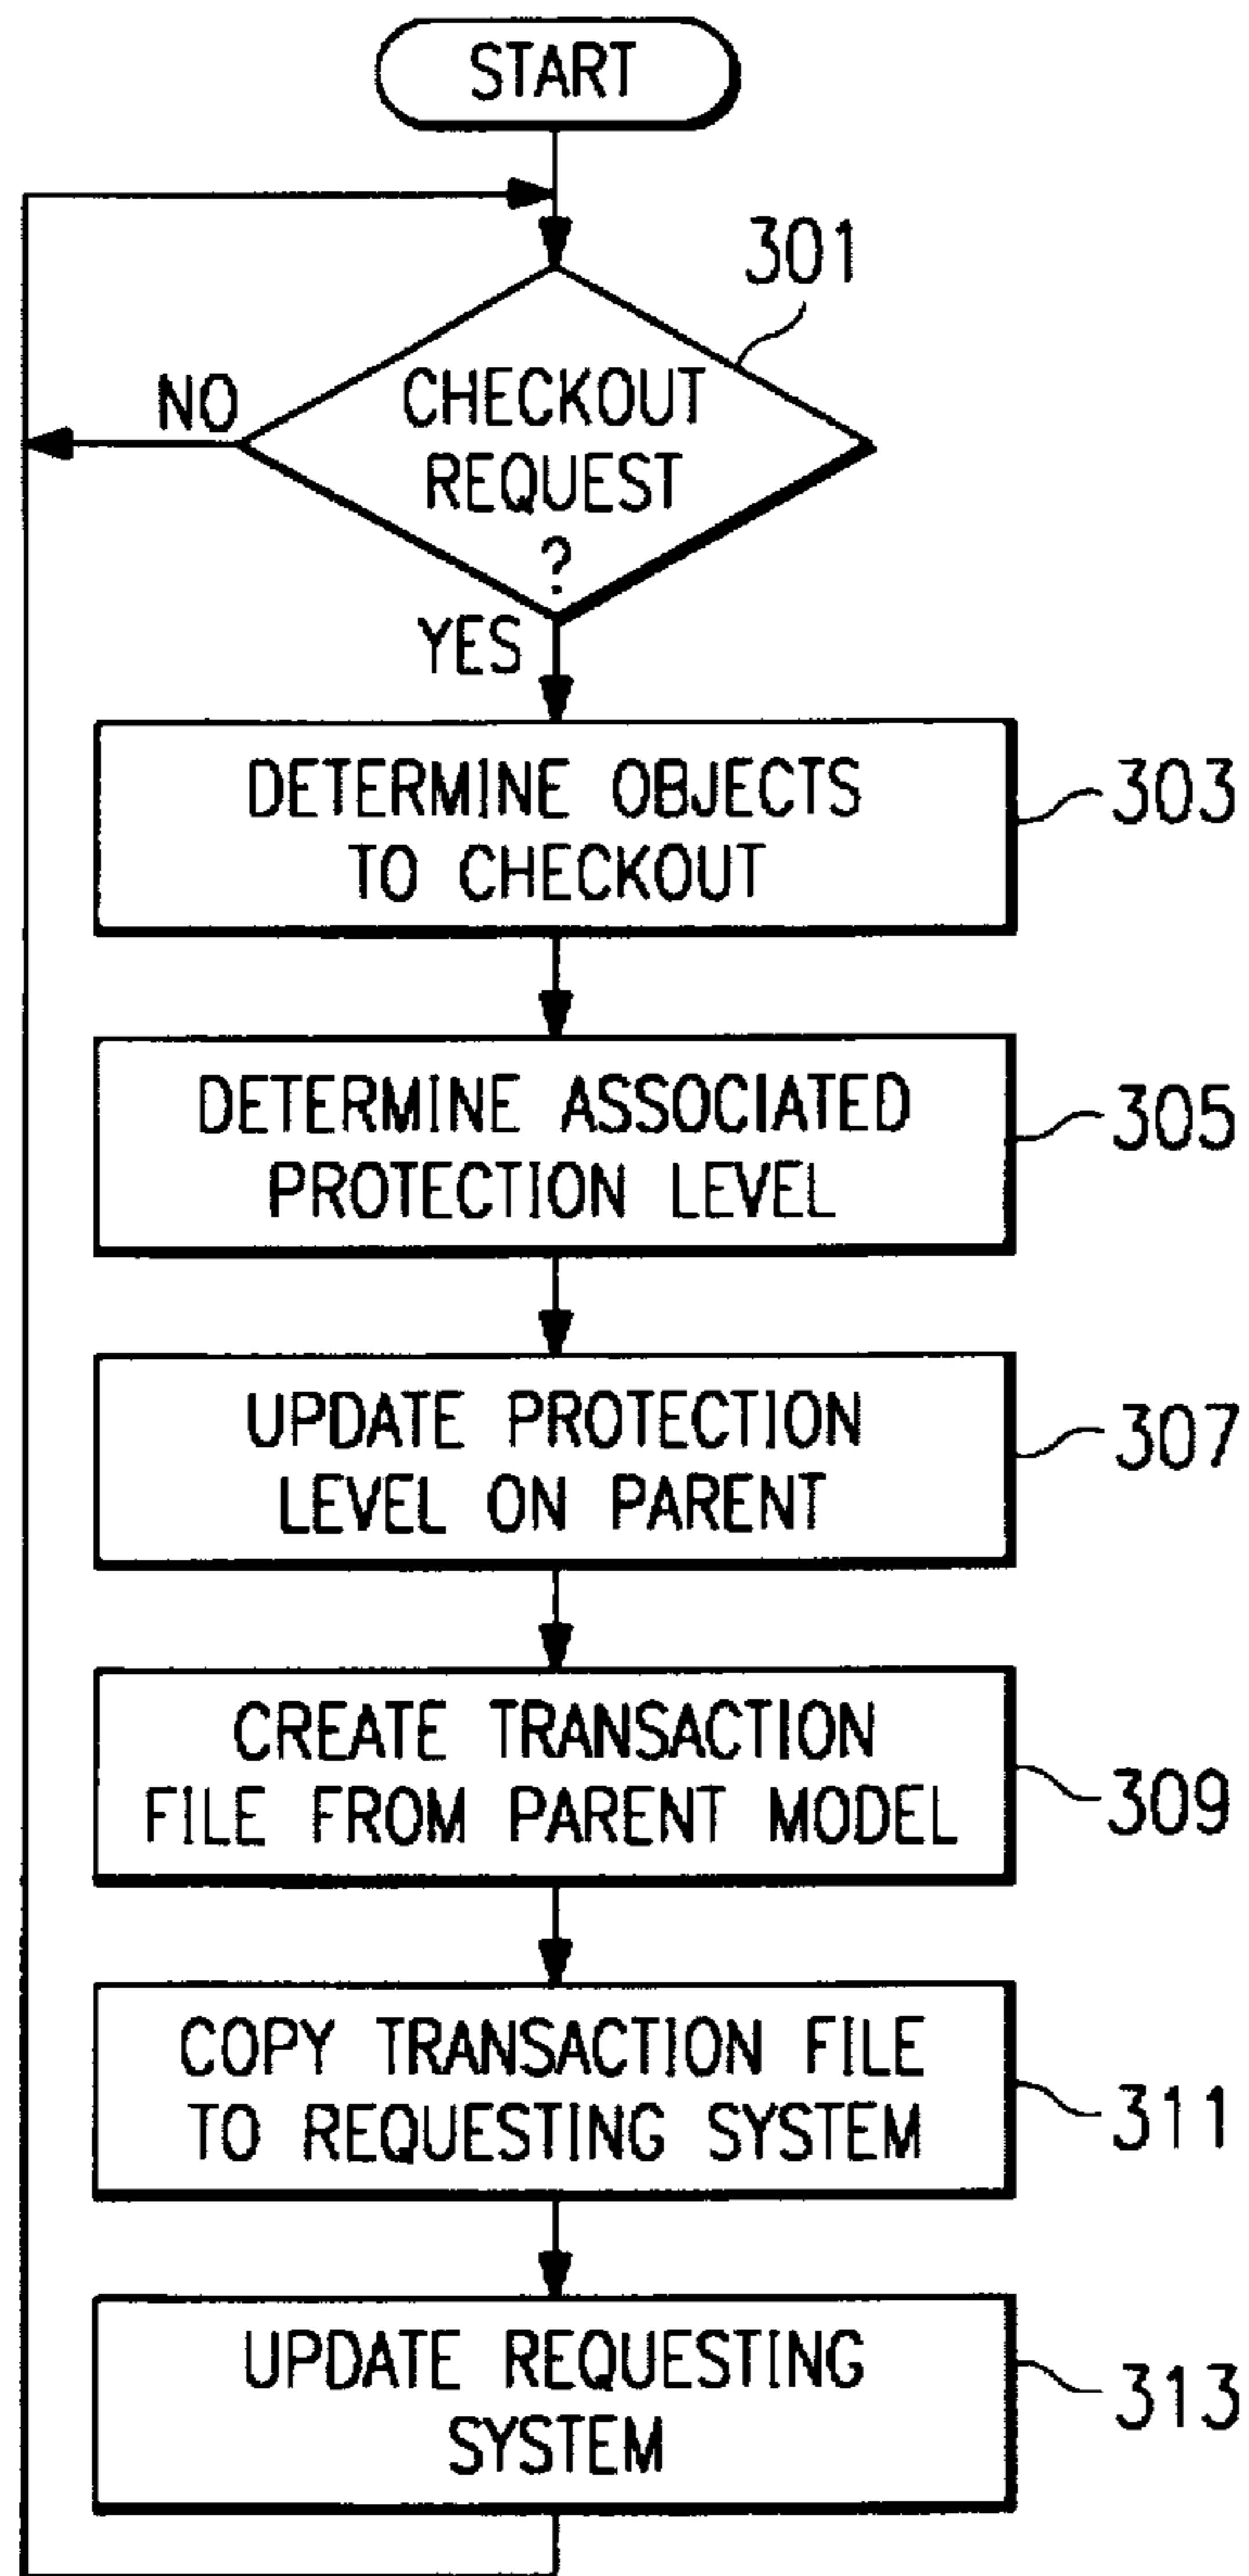 START
301
CHECKOUT
REQUEST
?
NO
YES
DETERMINE OBJECTS
TO CHECKOUT
303
DETERMINE ASSOCIATED
PROTECTION LEVEL
305
UPDATE PROTECTION
LEVEL ON PARENT
307
CREATE TRANSACTION
FILE FROM PARENT MODEL
309
COPY TRANSACTION FILE
TO REQUESTING SYSTEM
311
UPDATE REQUESTING
SYSTEM
313